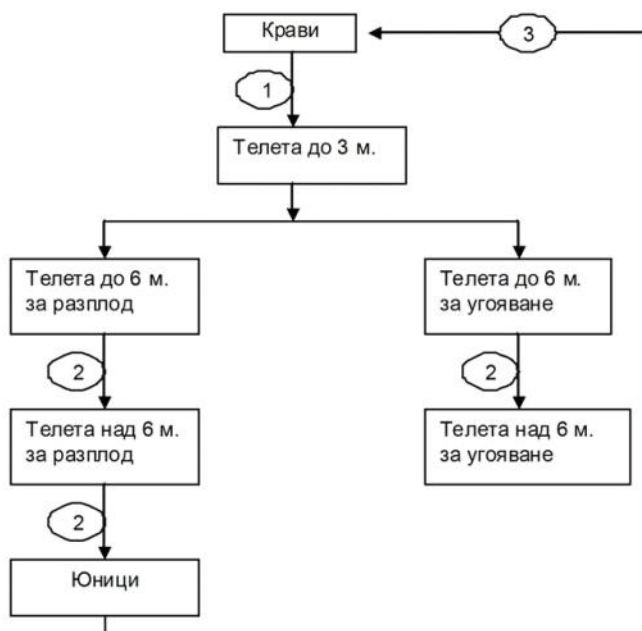 Крави
3
1
Телета до 3 м.
Телета до 6 м.
за разплод
Телета до 6 м.
за угояване
2
2
Телета над 6 м.
за разплод
Телета над 6 м.
за угояване
2
Юници